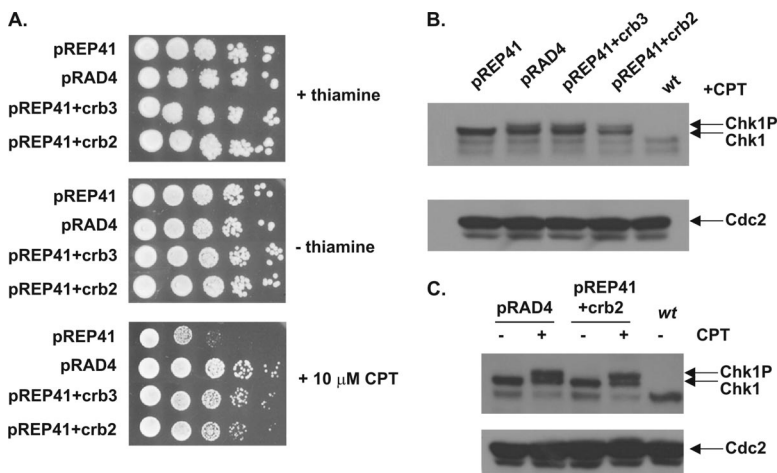 A.
pREP41
pRAD4
pREP41+crb3
pREP41+crb2
+ thiamine
pREP41
pRAD4
pREP41+crb3
pREP41+crb2
- thiamine
pREP41
pRAD4
pREP41+crb3
pREP41+crb2
+ 10 μM CPT
B.
pREP41
pRAD4
pREP41+crb3
pREP41+crb2
wt
+CPT
Chk1P
Chk1
Cdc2
C.
pRAD4
pREP41
+crb2
wt
- + - + - CPT
Chk1P
Chk1
Cdc2